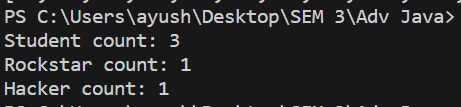 PS C:\Users\ayush\Desktop\SEM 3\Adv Java>
Student count: 3
Rockstar count: 1
Hacker count: 1